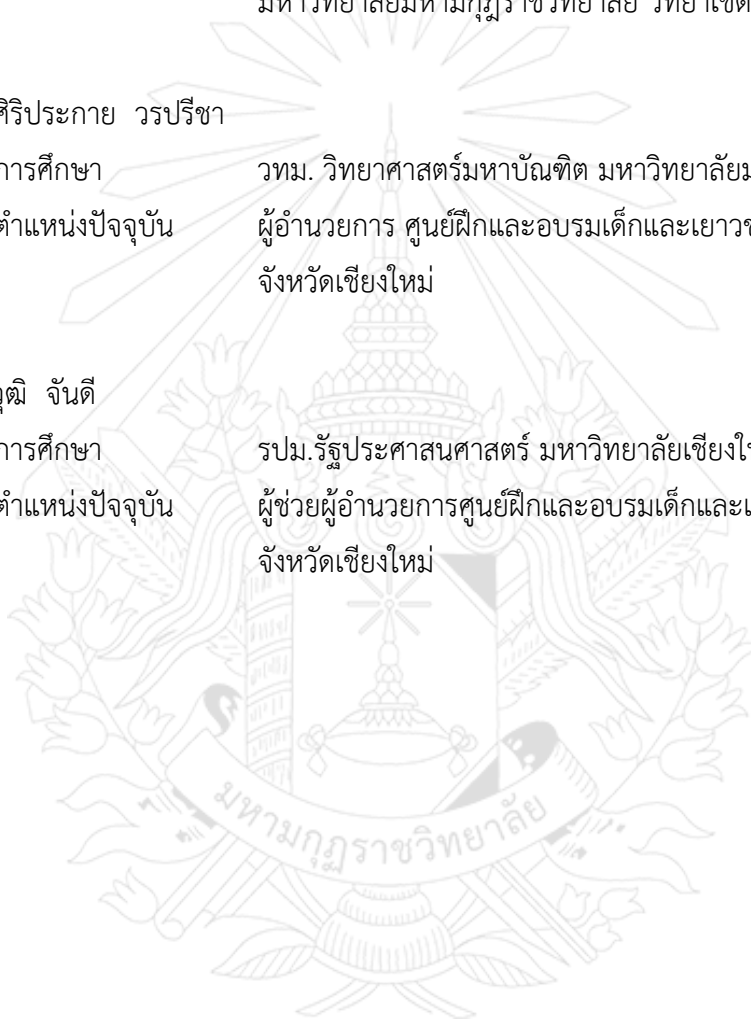 มหาวิทยาลัยมหามกุฏราชวิทยาลัย วิทยาเขต
ศิริประกาย วรปรีชา
การศึกษา วทม. วิทยาศาสตร์มหาบัณฑิต มหาวิทยาลัยม
ตำแหน่งปัจจุบัน ผู้อำนวยการ ศูนย์ฝึกและอบรมเด็กและเยาวช
จังหวัดเชียงใหม่
วุฒิ จันดี
การศึกษา รปม.รัฐประศาสนศาสตร์ มหาวิทยาลัยเชียงให
ตำแหน่งปัจจุบัน ผู้ช่วยผู้อำนวยการศูนย์ฝึกและอบรมเด็กและเ
จังหวัดเชียงใหม่
มหามกุฏราชวิทยาลัย